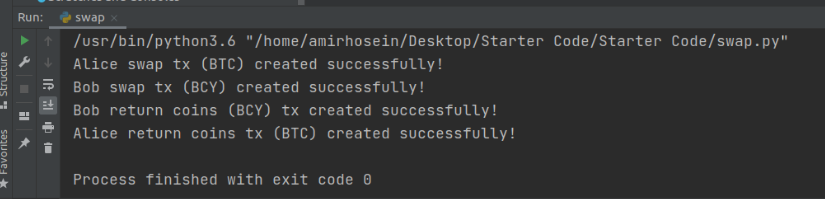 Run:
swap
/usr/bin/python3.6 "/home/amirhosein/Desktop/Starter Code/Starter Code/swap.py"
Alice swap tx (BTC) created successfully!
Bob swap tx (BCY) created successfully!
Bob return coins (BCY) tx created successfully!
Alice return coins tx (BTC) created successfully!
Process finished with exit code 0
Structure
Favorites